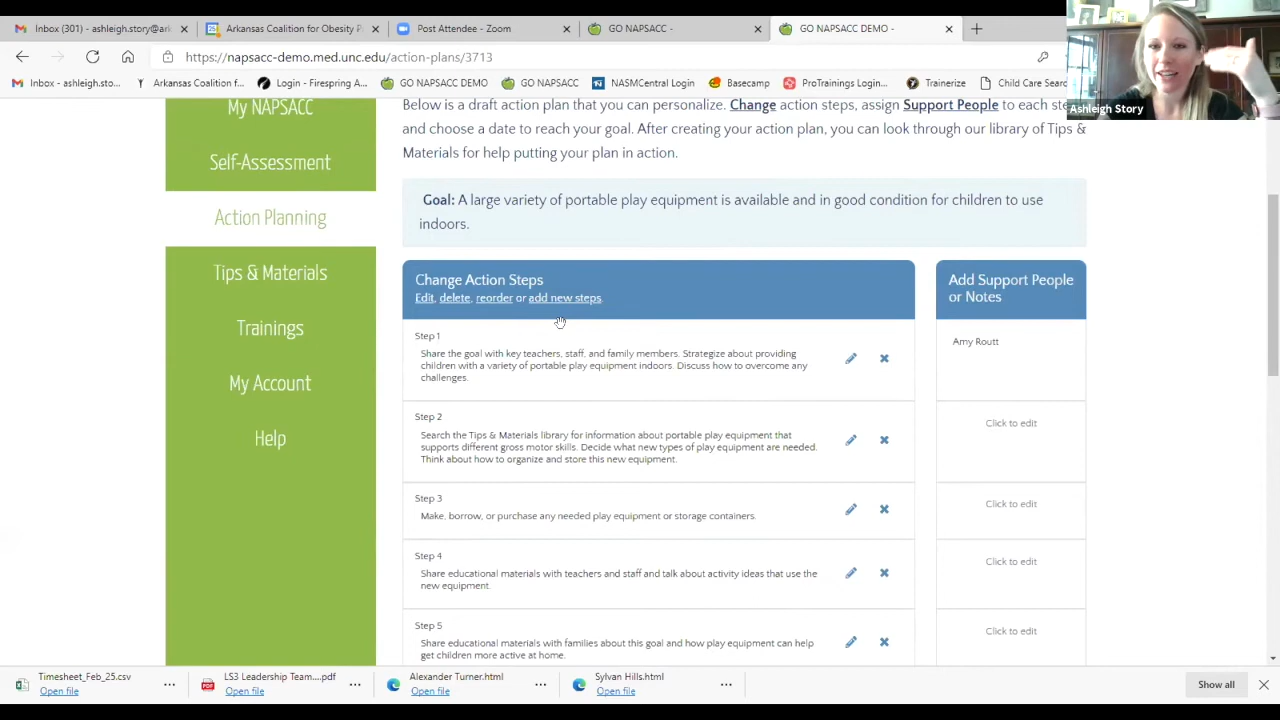 Inbox (301) - ashleigh.story@ark
Arkansas Coalition for Obesity P
Post Attendee - Zoom
GO NAPSACC -
GO NAPSACC DEMO -
https://napsacc-demo.med.unc.edu/action-plans/3713
Inbox - ashleigh.sto...
Arkansas Coalition f...
Login - Firespring A...
GO NAPSACC DEMO
GO NAPSACC
NASMCentral Login
Basecamp
ProTrainings Login...
Trainerize
Child Care Searc
Ashleigh Story
My NAPSACC
Self-Assessment
Action Planning
Tips & Materials
Trainings
My Account
Help
Below is a draft action plan that you can personalize. Change action steps, assign Support People to each ste
and choose a date to reach your goal. After creating your action plan, you can look through our library of Tips &
Materials for help putting your plan in action.
Goal: A large variety of portable play equipment is available and in good condition for children to use
indoors.
Change Action Steps
Edit, delete, reorder or add new steps.
Add Support People
or Notes
Step 1
Share the goal with key teachers, staff, and family members. Strategize about providing
children with a variety of portable play equipment indoors. Discuss how to overcome any
challenges.
Amy Routt
Step 2
Search the Tips & Materials library for information about portable play equipment that
supports different gross motor skills. Decide what new types of play equipment are needed.
Think about how to organize and store this new equipment.
Click to edit
Step 3
Make, borrow, or purchase any needed play equipment or storage containers.
Click to edit
Step 4
Share educational materials with teachers and staff and talk about activity ideas that use the
new equipment.
Click to edit
Step 5
Share educational materials with families about this goal and how play equipment can help
get children more active at home.
Click to edit
Timesheet_Feb_25.csv
Open file
LS3 Leadership Team....pdf
Open file
Alexander Turner.html
Open file
Sylvan Hills.html
Open file
Show all